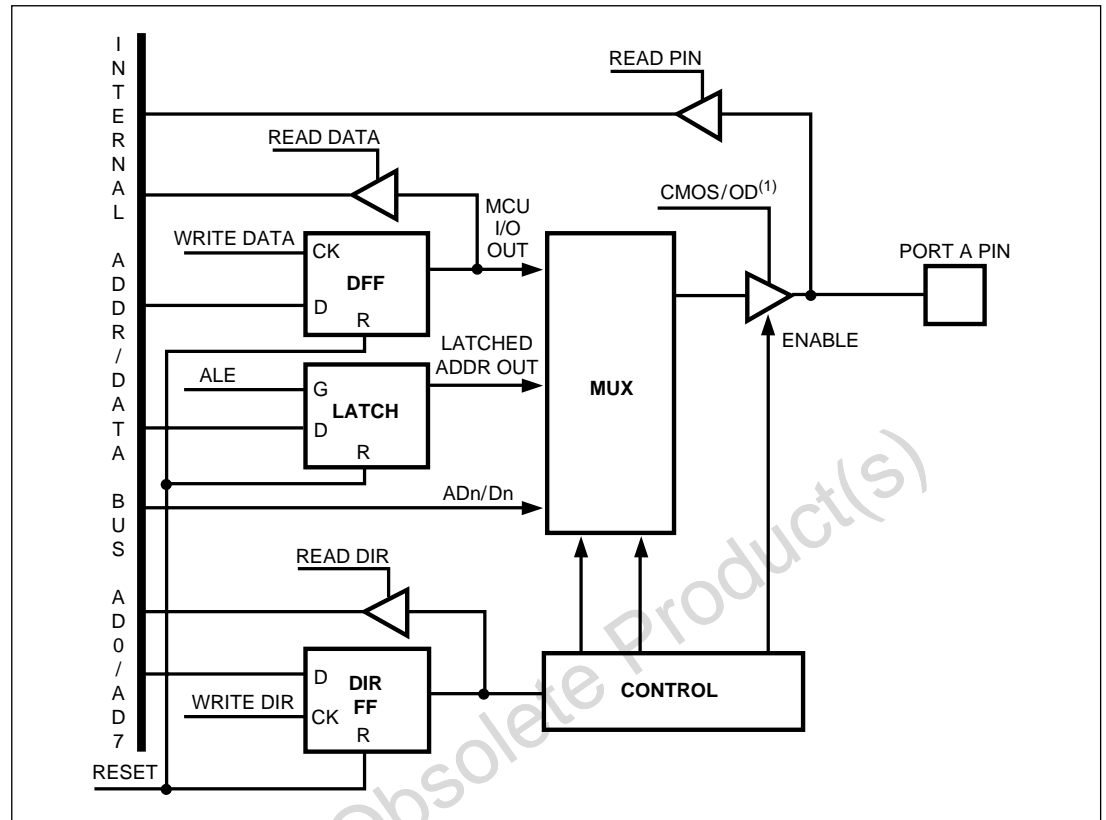 INTERNAL ADDR/DATA BUS AD0/AD7
READ PIN
READ DATA
CMOS/OD(1)
MCU
I/O
OUT
WRITE DATA
CK
DFF
D
R
PORT A PIN
ENABLE
LATCHED
ADDR OUT
ALE
G
LATCH
D
R
MUX
ADn/Dn
READ DIR
D
DIR
FF
WRITE DIR
CK
R
CONTROL
RESET
Obsolete Product(s)